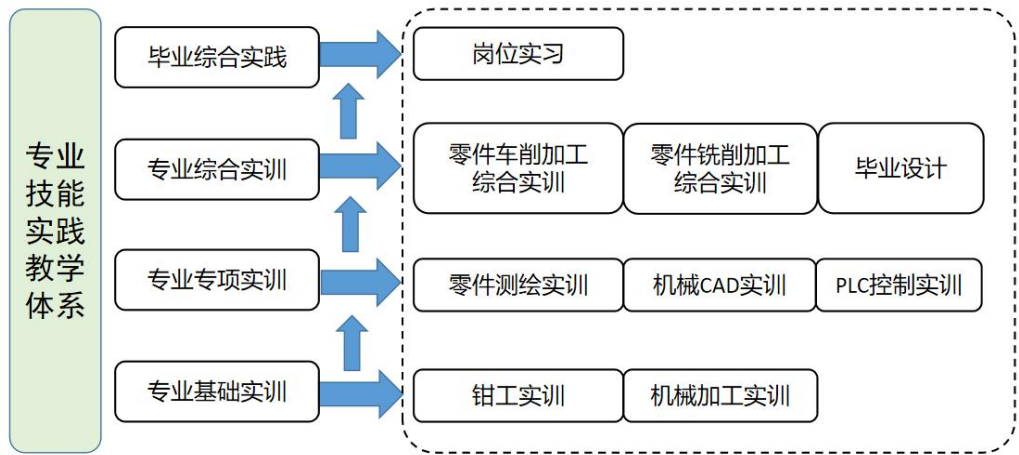 专业
技能
实践
教学
体系
毕业综合实践
岗位实习
专业综合实训
零件车削加工
综合实训
零件铣削加工
综合实训
毕业设计
专业专项实训
零件测绘实训
机械CAD实训
PLC控制实训
专业基础实训
钳工实训
机械加工实训